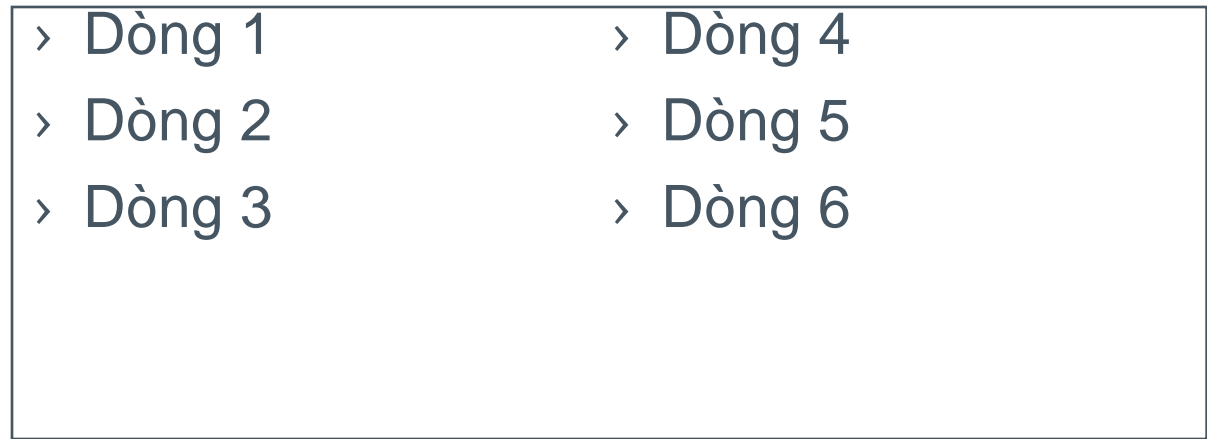 › Dòng 1
› Dòng 2
› Dòng 3
› Dòng 4
› Dòng 5
› Dòng 6